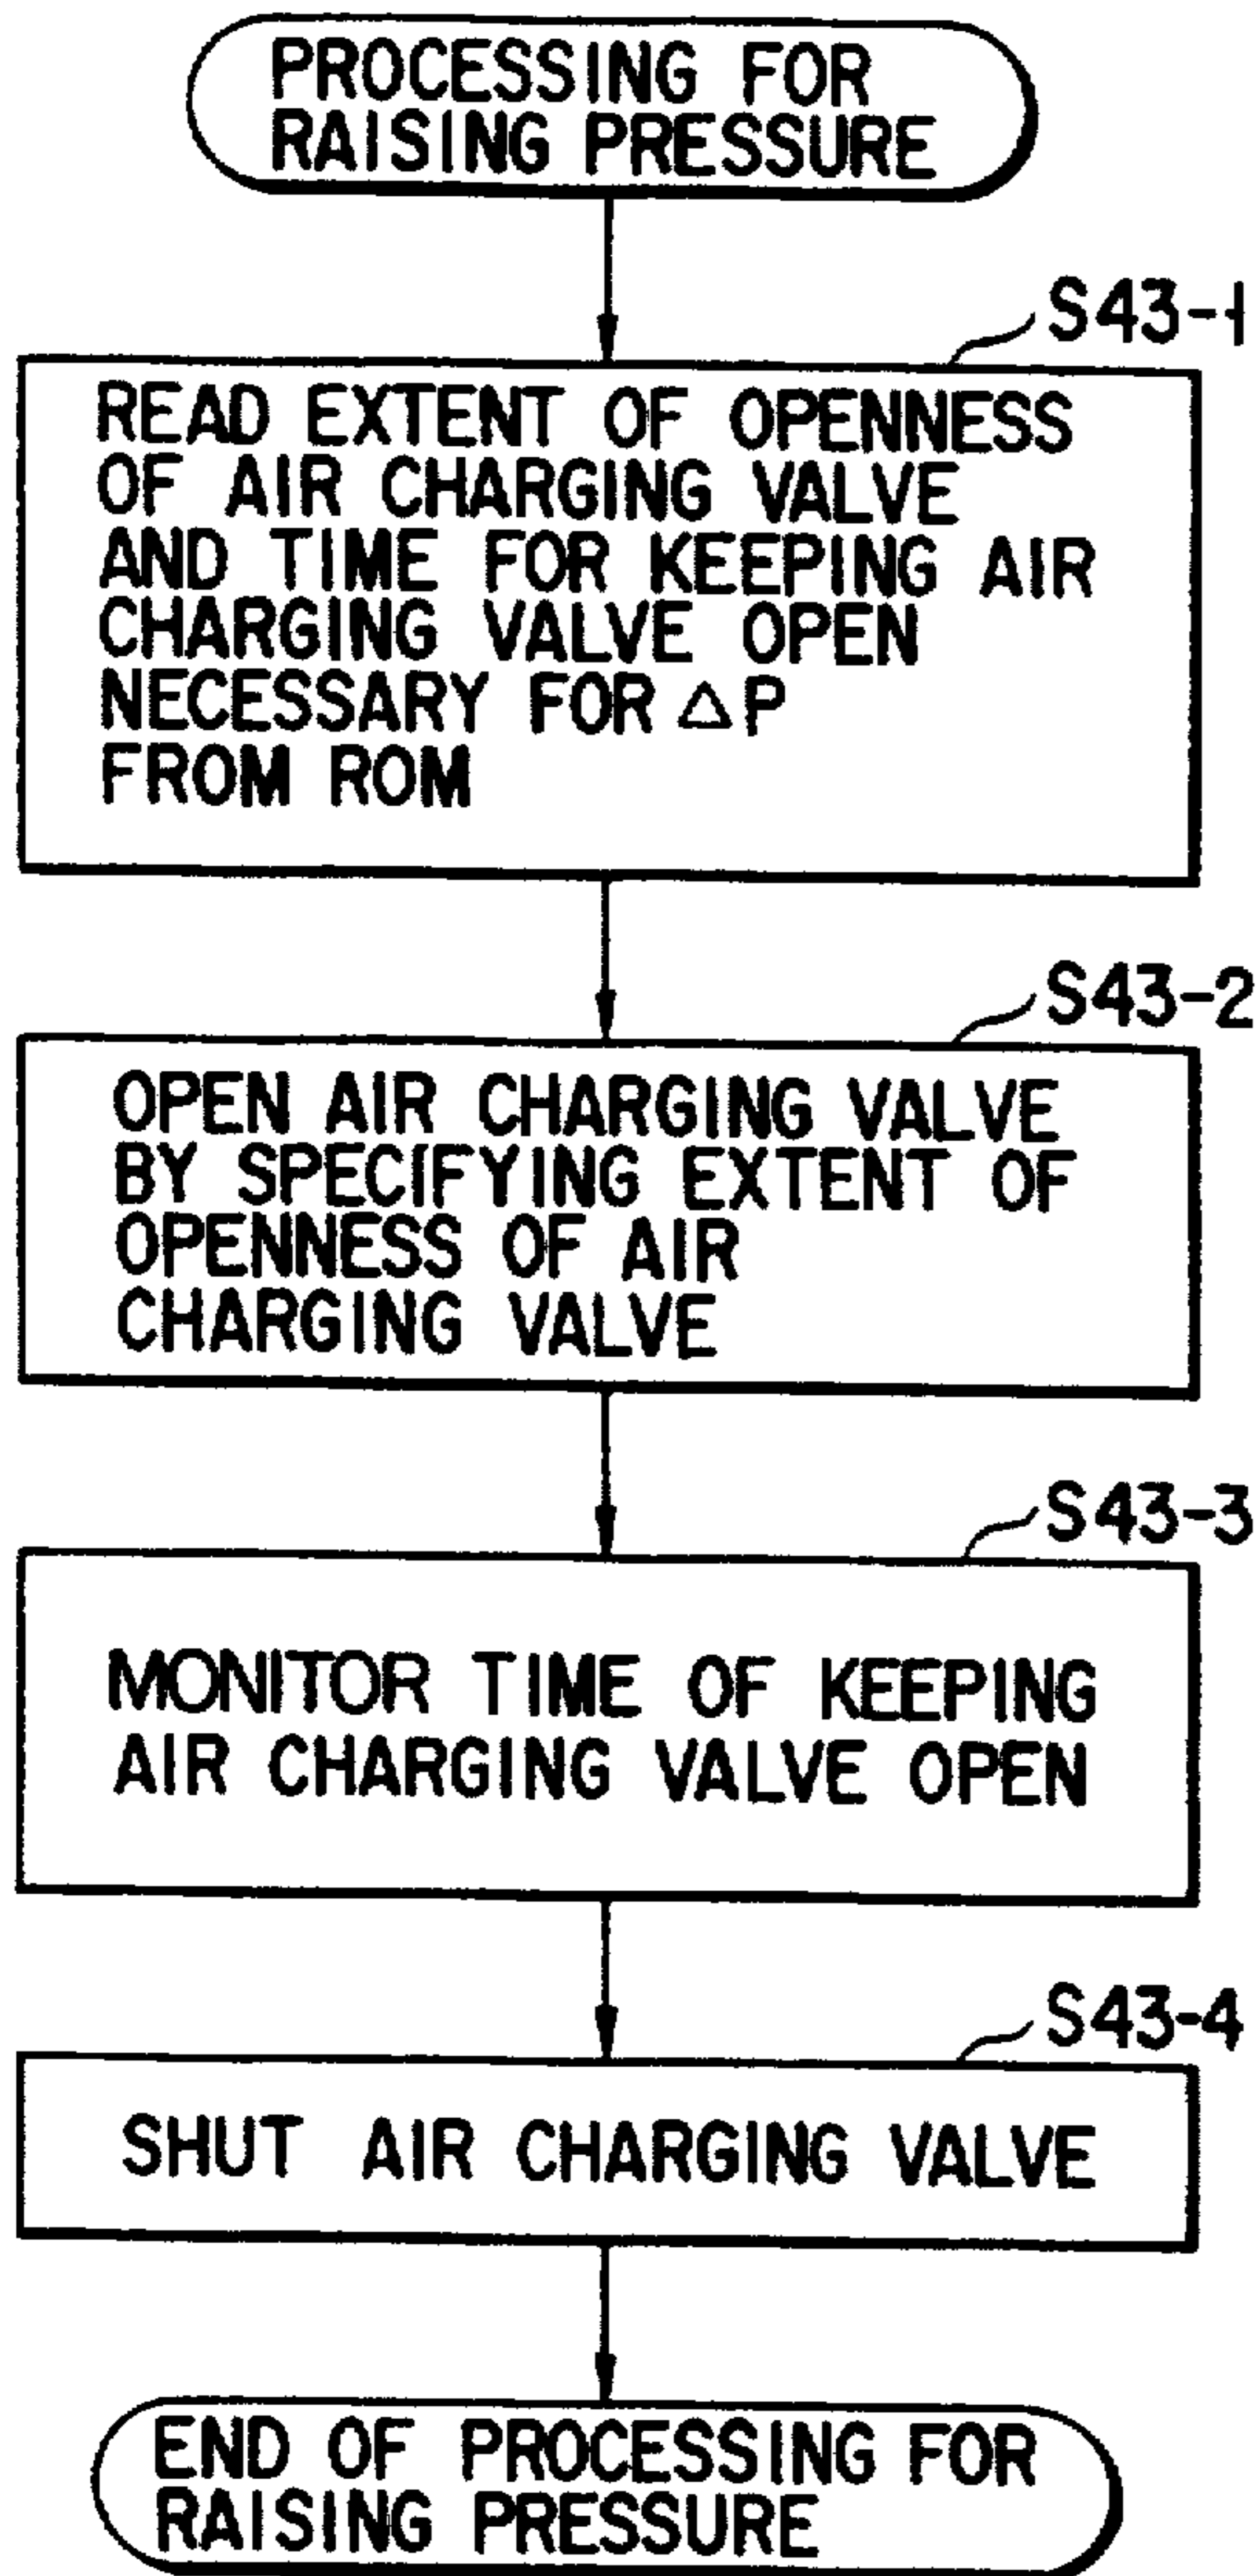 PROCESSING FOR
RAISING PRESSURE
S43-1
READ EXTENT OF OPENNESS
OF AIR CHARGING VALVE
AND TIME FOR KEEPING AIR
CHARGING VALVE OPEN
NECESSARY FOR △P
FROM ROM
S43-2
OPEN AIR CHARGING VALVE
BY SPECIFYING EXTENT OF
OPENNESS OF AIR
CHARGING VALVE
S43-3
MONITOR TIME OF KEEPING
AIR CHARGING VALVE OPEN
S43-4
SHUT AIR CHARGING VALVE
END OF PROCESSING FOR
RAISING PRESSURE